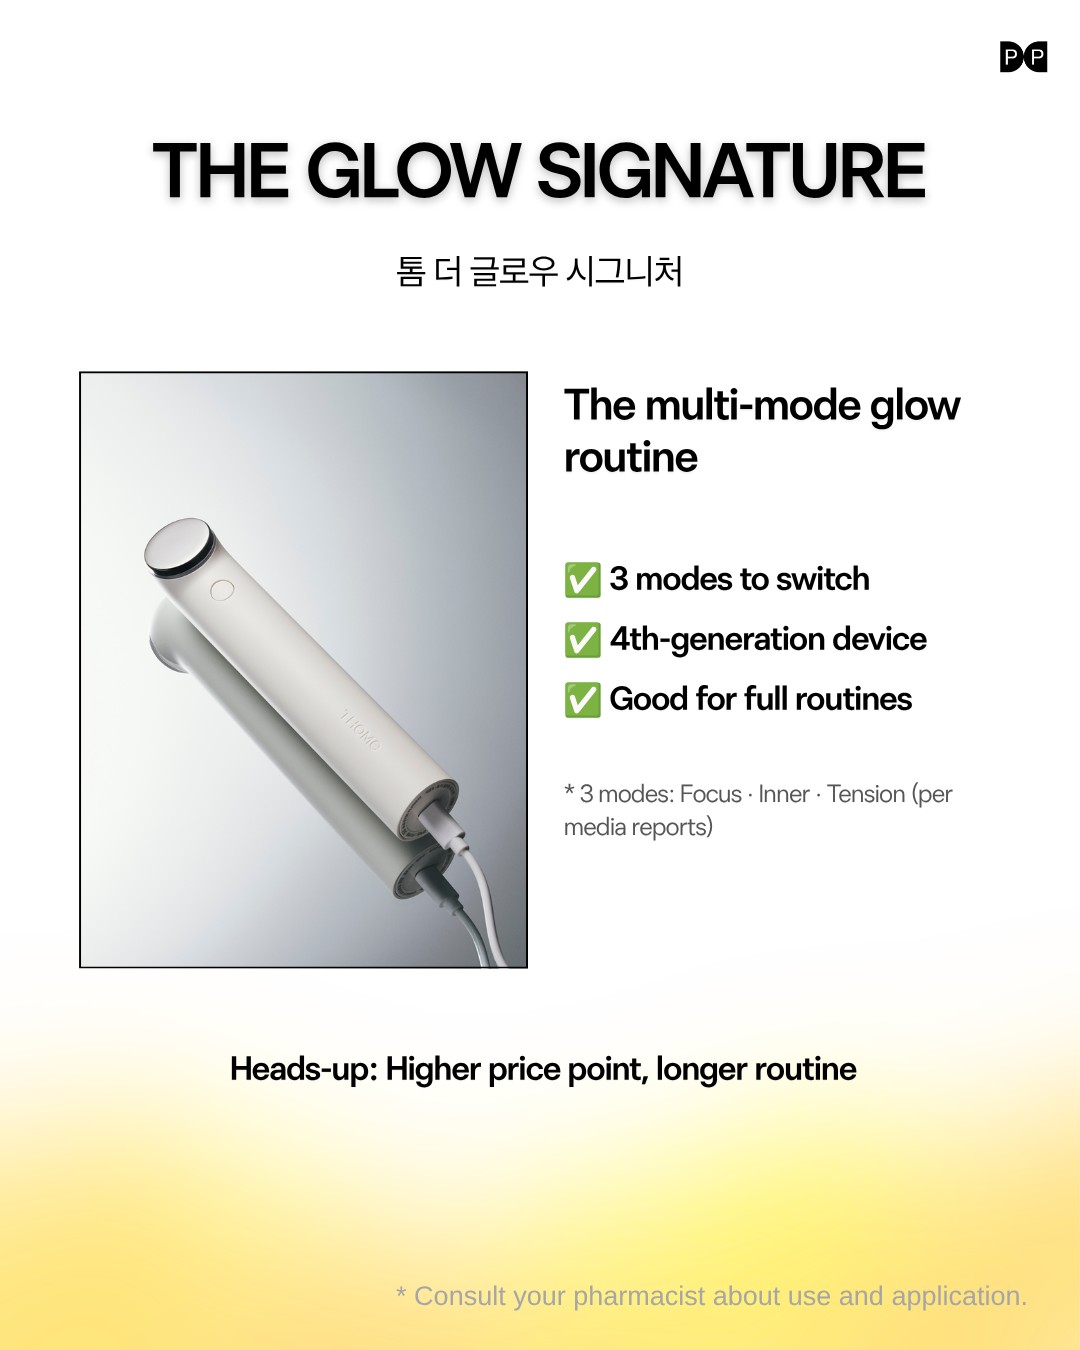 PP
THE GLOW SIGNATURE
톰 더 글로우 시그니처
The multi-mode glow
routine
✅ 3 modes to switch
✅ 4th-generation device
✅ Good for full routines
* 3 modes: Focus · Inner · Tension (per
media reports)
THOME
Heads-up: Higher price point, longer routine
* Consult your pharmacist about use and application.